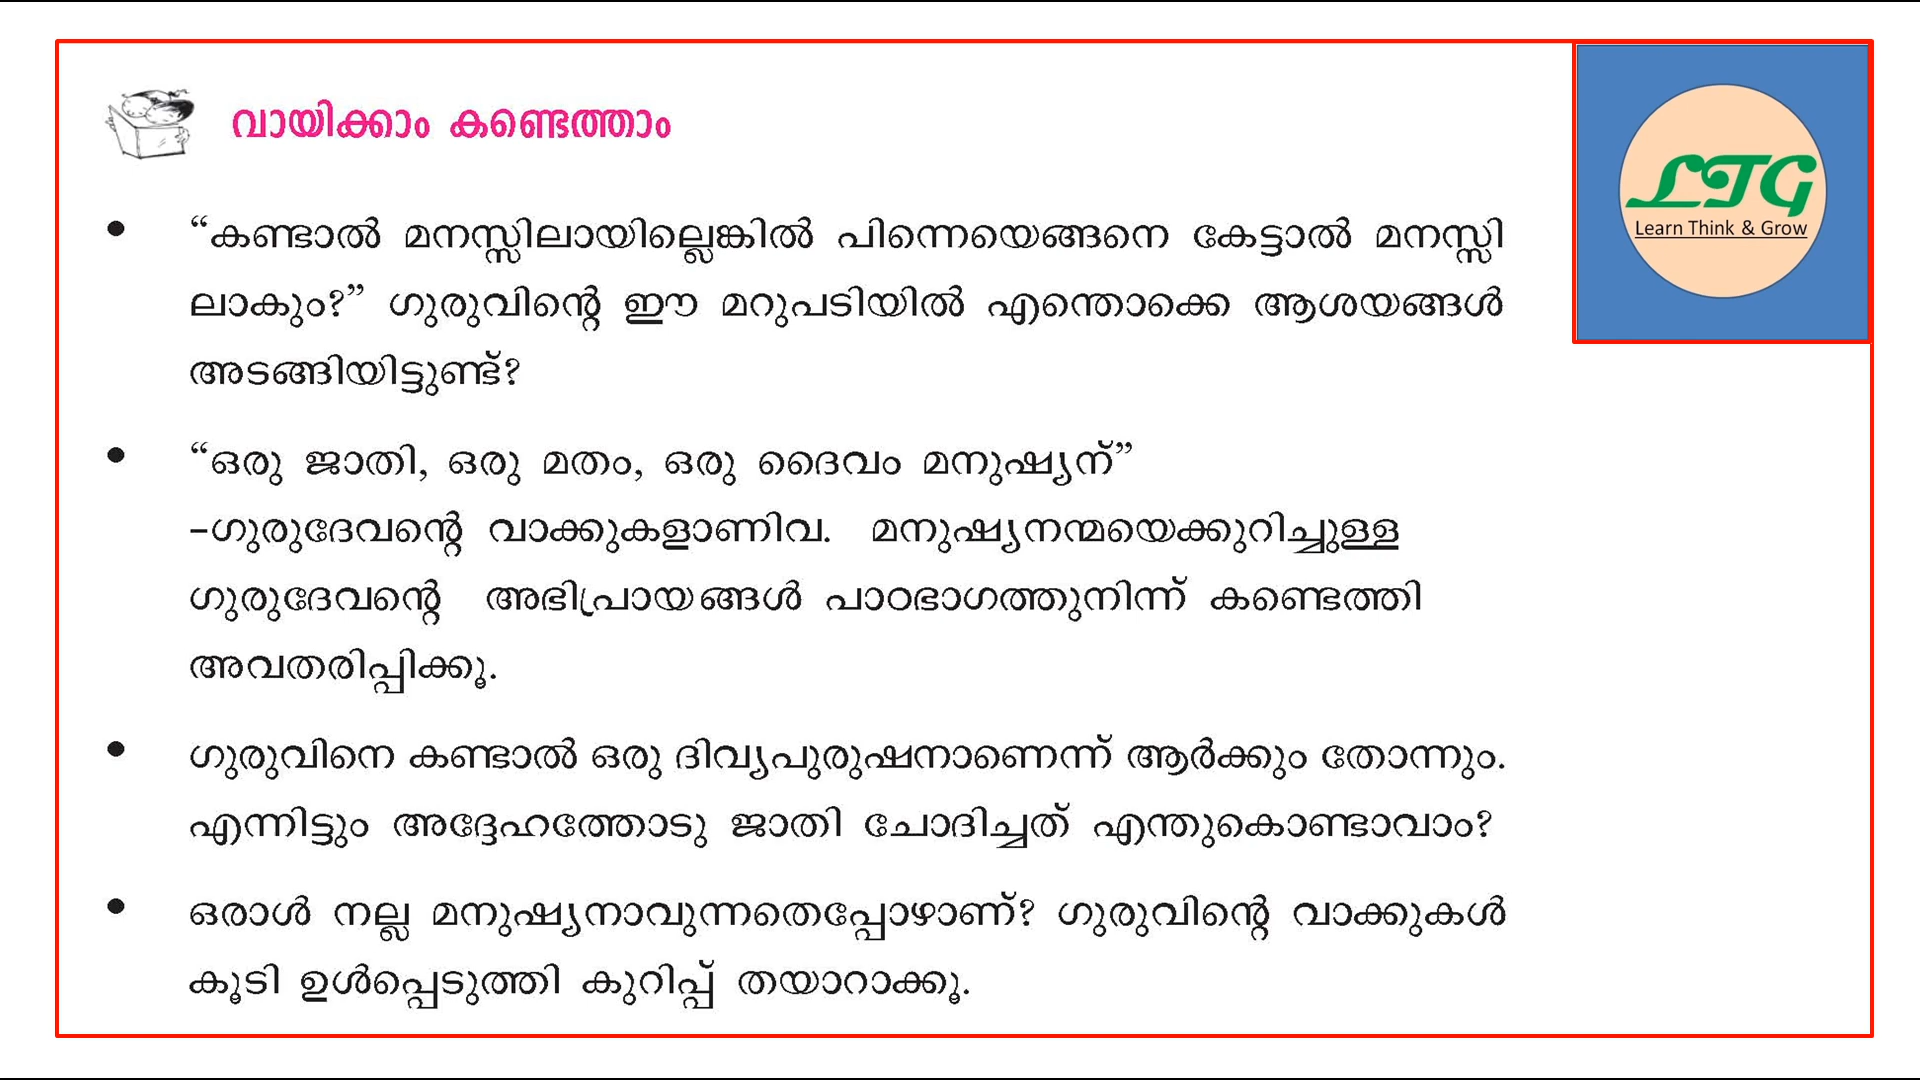 വായിക്കാം കണ്ടെത്താം
LTG
Learn Think & Grow
• “കണ്ടാൽ മനസ്സിലായില്ലെങ്കിൽ പിന്നെയെങ്ങനെ കേട്ടാൽ മനസ്സി
ലാകും?” ഗുരുവിന്റെ ഈ മറുപടിയിൽ എന്തൊക്കെ ആശയങ്ങൾ
അടങ്ങിയിട്ടുണ്ട്?
• “ഒരു ജാതി, ഒരു മതം, ഒരു ദൈവം മനുഷ്യന്”
–ഗുരുദേവന്റെ വാക്കുകളാണിവ. മനുഷ്യനന്മയെക്കുറിച്ചുള്ള
ഗുരുദേവന്റെ അഭിപ്രായങ്ങൾ പാഠഭാഗത്തുനിന്ന് കണ്ടെത്തി
അവതരിപ്പിക്കൂ.
• ഗുരുവിനെ കണ്ടാൽ ഒരു ദിവ്യപുരുഷനാണെന്ന് ആർക്കും തോന്നും.
എന്നിട്ടും അദ്ദേഹത്തോടു ജാതി ചോദിച്ചത് എന്തുകൊണ്ടാവാം?
• ഒരാൾ നല്ല മനുഷ്യനാവുന്നതെപ്പോഴാണ്? ഗുരുവിന്റെ വാക്കുകൾ
കൂടി ഉൾപ്പെടുത്തി കുറിപ്പ് തയാറാക്കൂ.